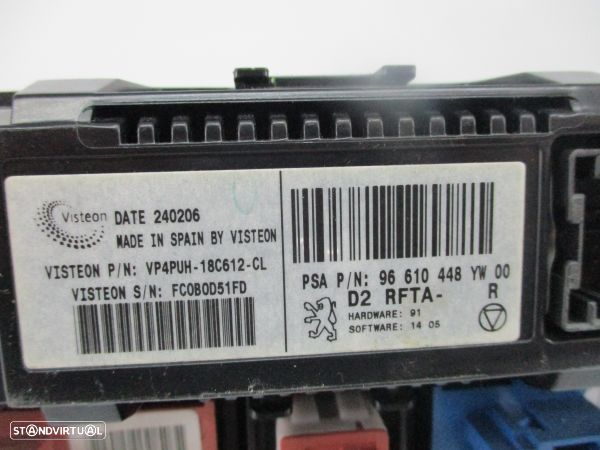 Visteon DATE 240206
MADE IN SPAIN BY VISTEON
VISTEON P/N: VP4PUH-18C612-CL
VISTEON S/N: FC0B0D51FD
PSA P/N: 96 610 448 YW 00
D2 RFTA- R
HARDWARE: 91
SOFTWARE: 14 05
STANDVIRTUAL